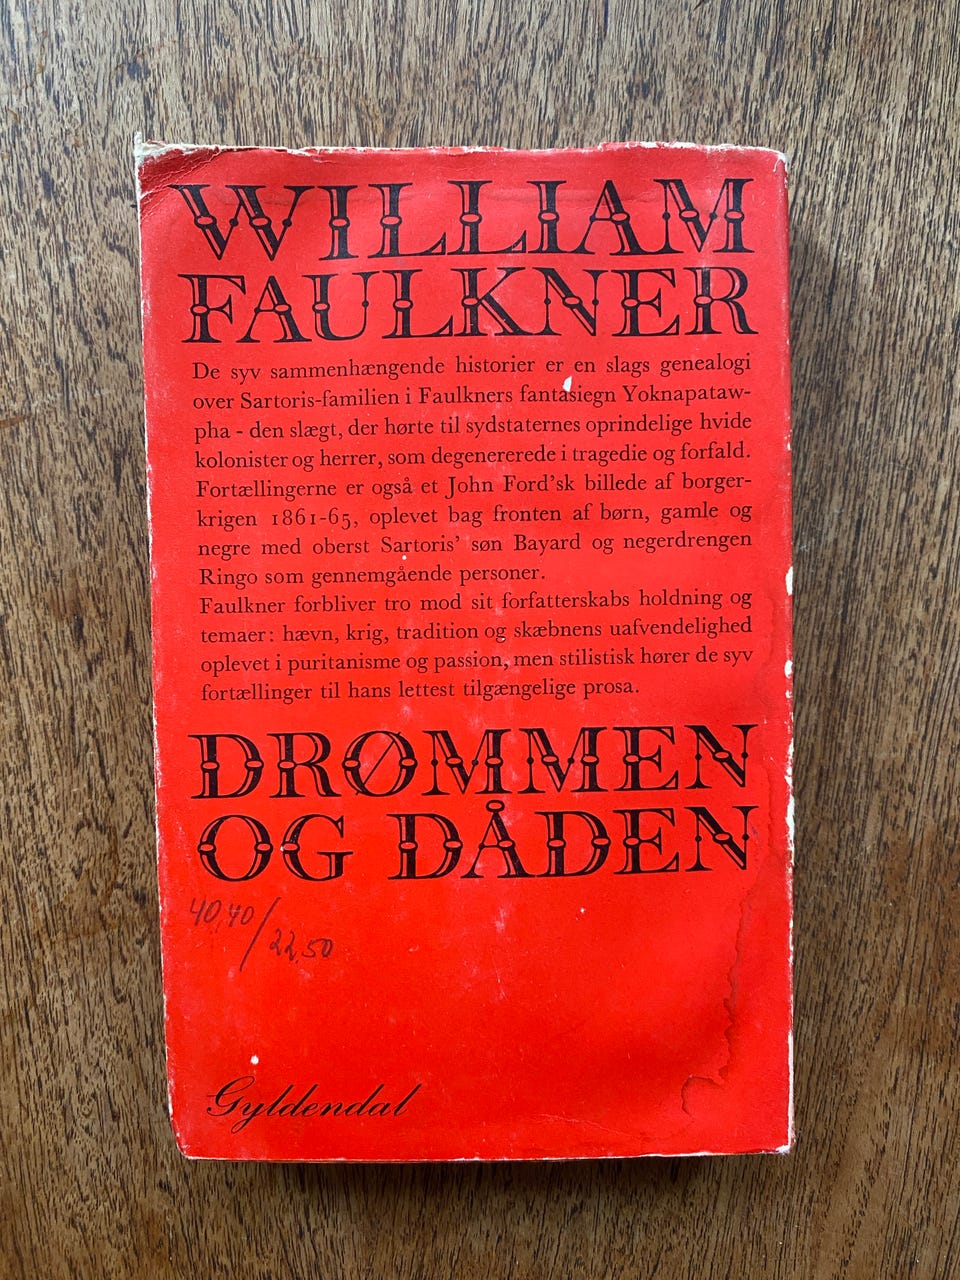 WILLIAM
FAULKNER
De syv sammenhængende historier er en slags genealogi
over Sartoris-familien i Faulkners fantasiegn Yoknapataw-
pha - den slægt, der hørte til sydstaternes oprindelige hvide
kolonister og herrer, som degenererede i tragedie og forfald.
Fortællingerne er også et John Ford'sk billede af borger-
krigen 1861-65, oplevet bag fronten af børn, gamle og
negre med oberst Sartoris' søn Bayard og negerdrengen
Ringo som gennemgående personer.
Faulkner forbliver tro mod sit forfatterskabs holdning og
temaer: hævn, krig, tradition og skæbnens uafvendelighed
oplevet i puritanisme og passion, men stilistisk hører de syv
fortællinger til hans lettest tilgængelige prosa.
DRØMMEN
OG DÅDEN
40,40/
22,50
Gyldendal